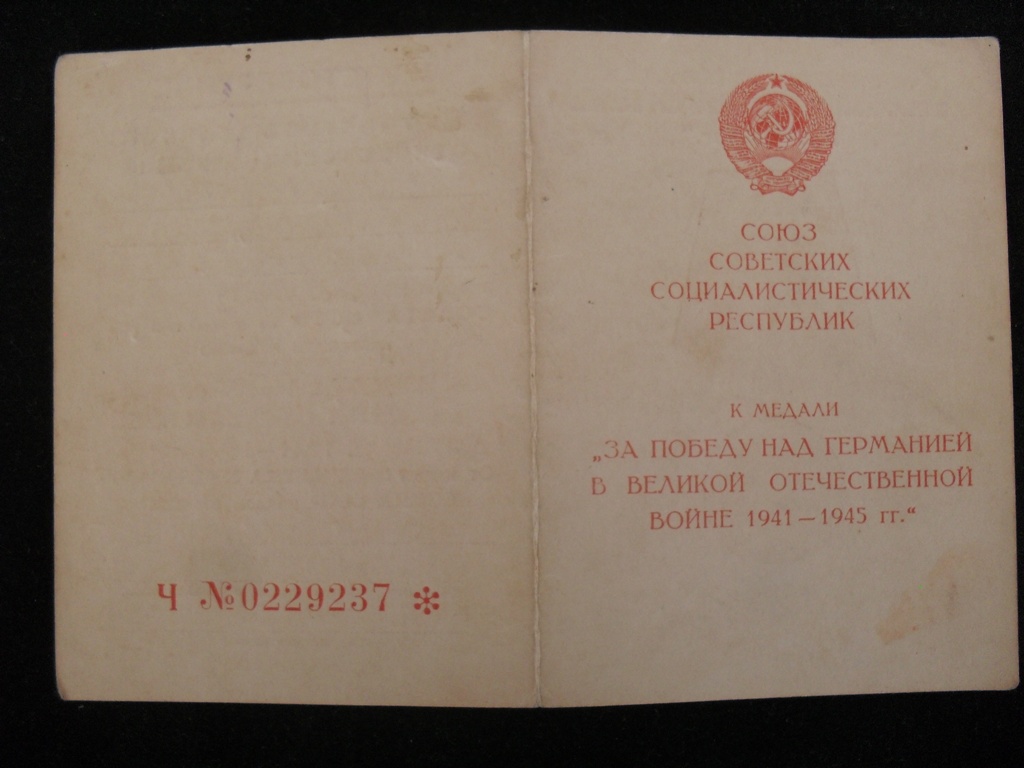 Ч №0229237 *
СОЮЗ
СОВЕТСКИХ
СОЦИАЛИСТИЧЕСКИХ
РЕСПУБЛИК
К МЕДАЛИ
„ЗА ПОБЕДУ НАД ГЕРМАНИЕЙ
В ВЕЛИКОЙ ОТЕЧЕСТВЕННОЙ
ВОЙНЕ 1941 — 1945 гг.“